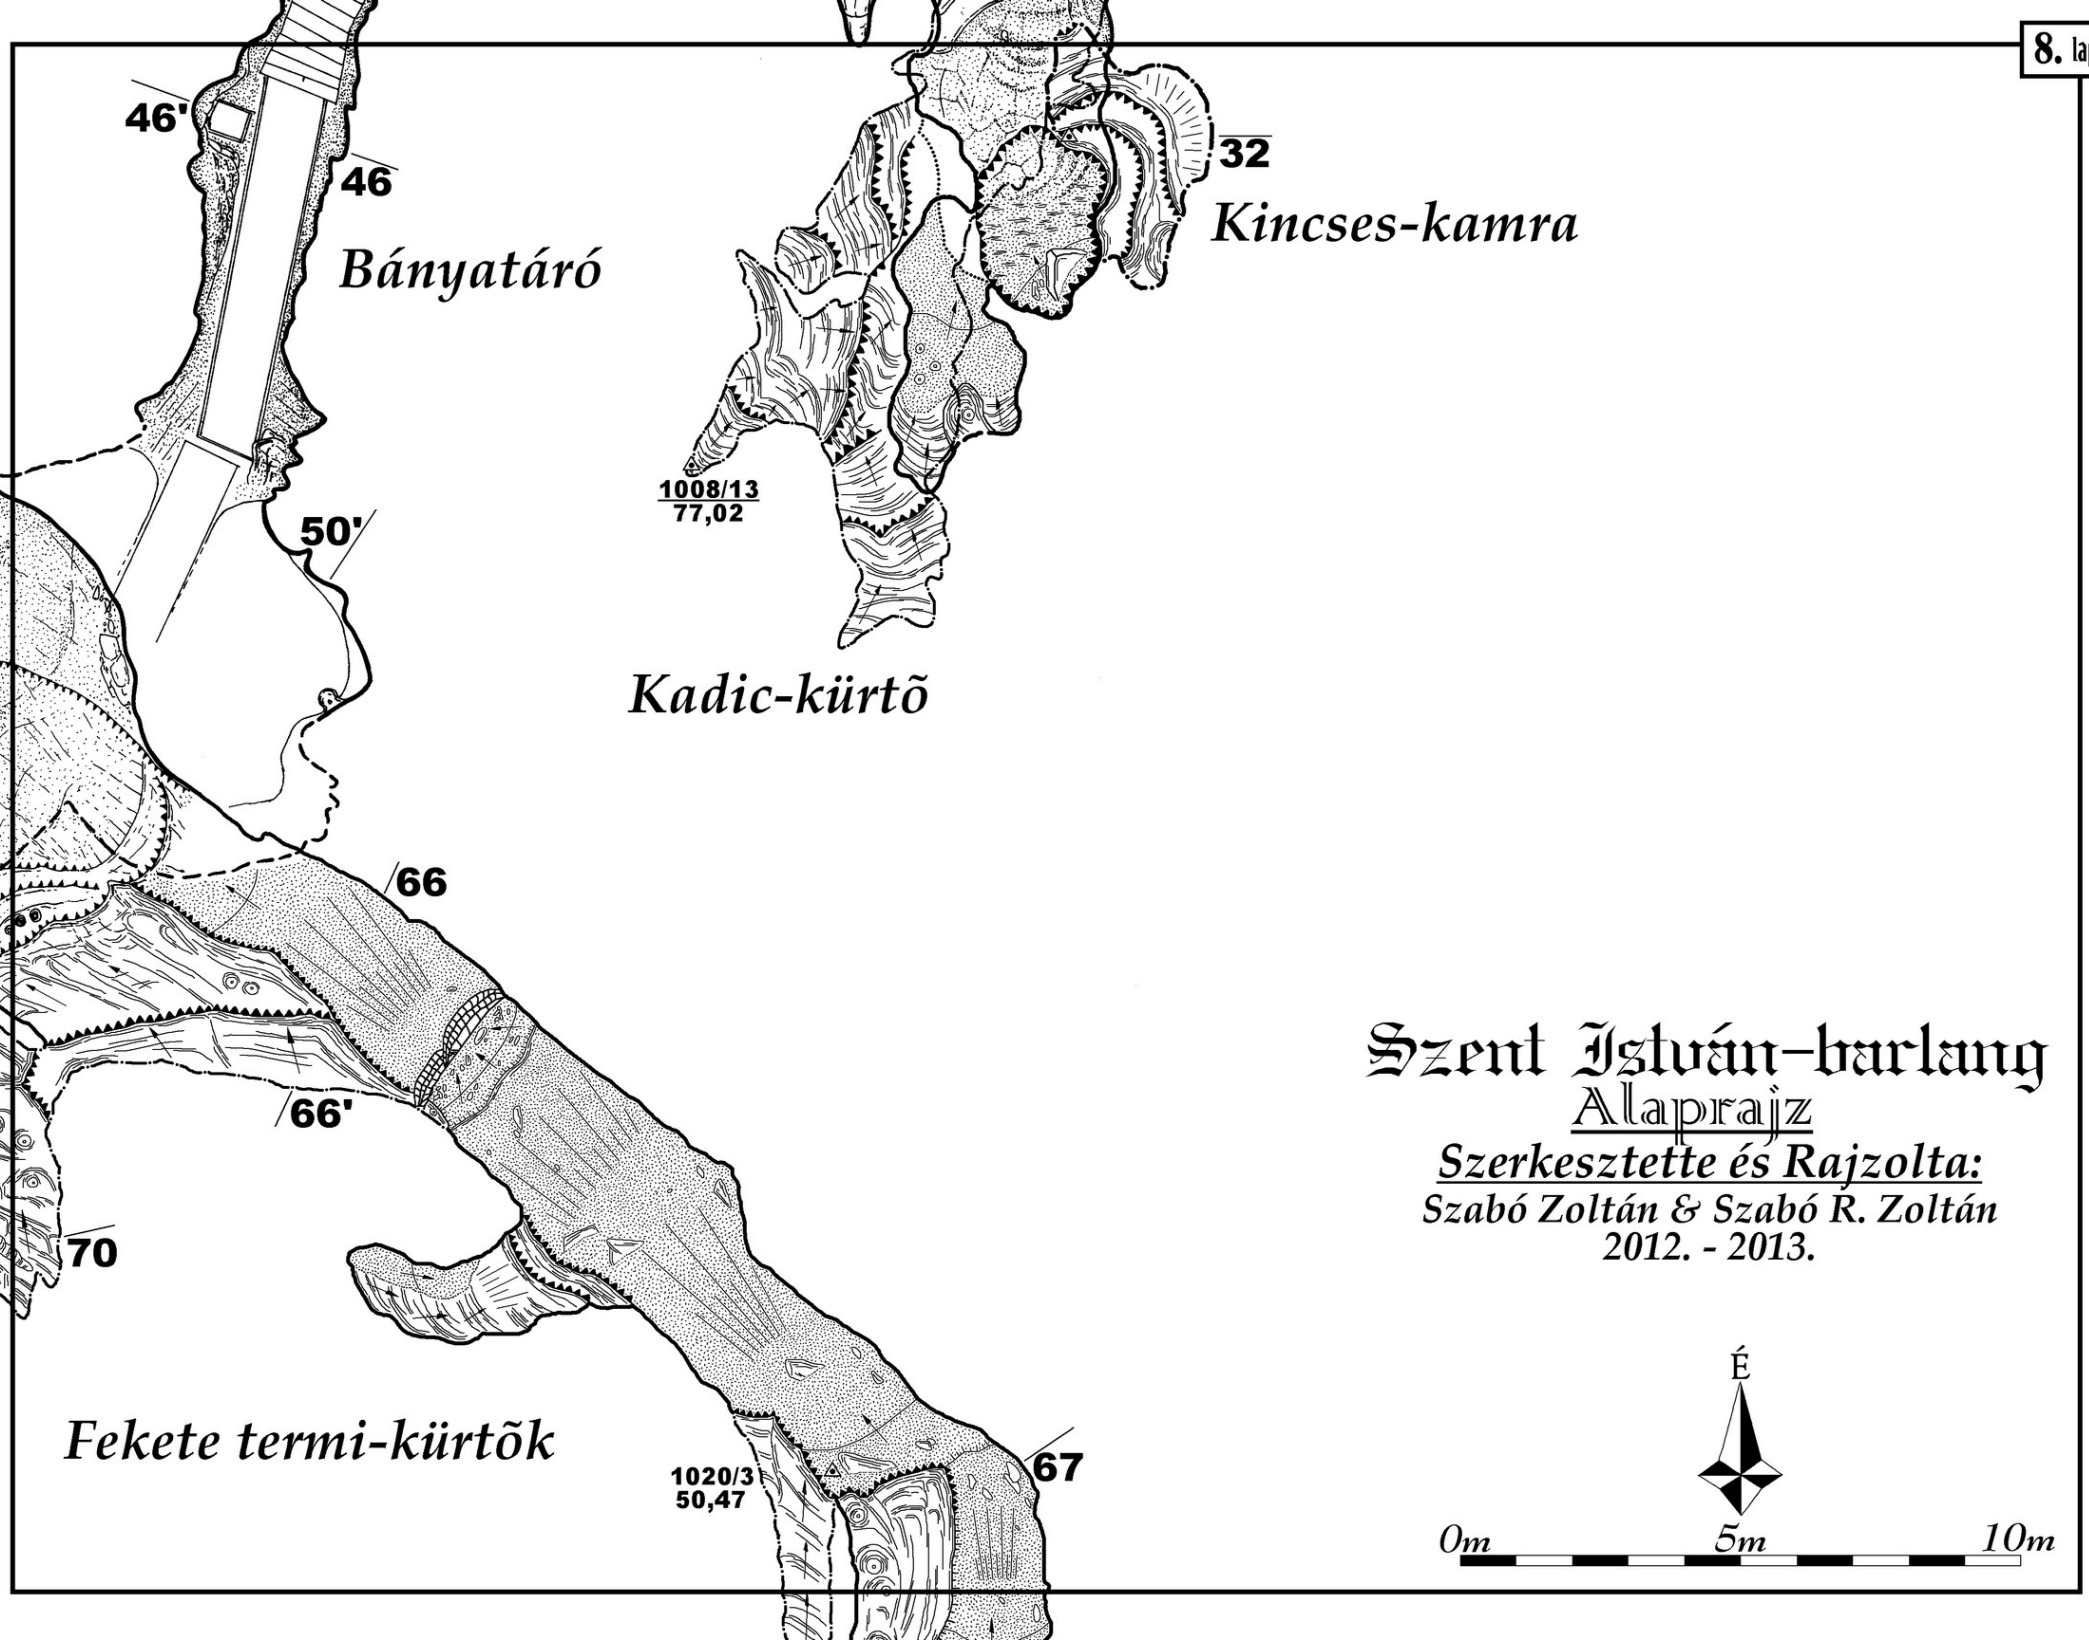 8. lap
46'
32
46
Kincses-kamra
Bányatáró
1008/13
77,02
50'
Kadic-kürtõ
66
Szent István-barlang
Alaprajz
66'
Szerkesztette és Rajzolta:
Szabó Zoltán & Szabó R. Zoltán
70
2012. - 2013.
É
Fekete termi-kürtõk
67
1020/3
50,47
0m 5m 10m